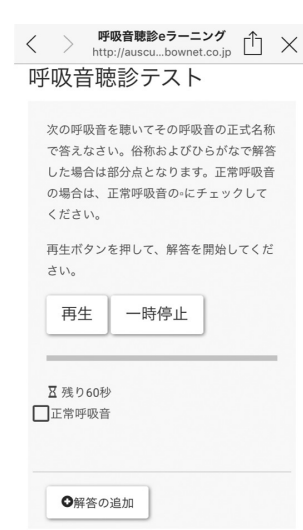 呼吸音聴診eラーニング
http://auscu...bownet.co.jp
呼吸音聴診テスト
次の呼吸音を聴いてその呼吸音の正式名称
で答えなさい。俗称およびひらがなで解答
した場合は部分点となります。正常呼吸音
の場合は、正常呼吸音の▫にチェックして
ください。
再生ボタンを押して、解答を開始してくだ
さい。
再生 一時停止
残り60秒
正常呼吸音
解答の追加